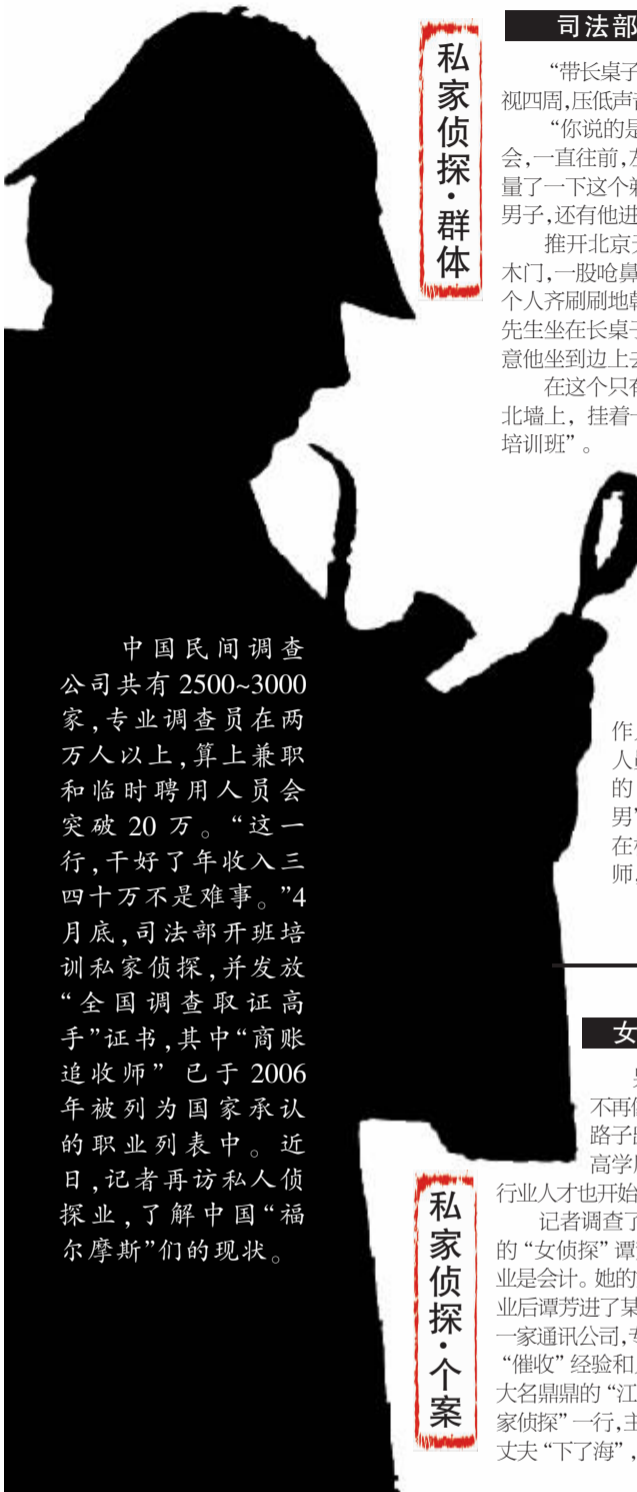 私家侦探·群体
中国民间调查
公司共有 2500~3000
家,专业调查员在两
万人以上,算上兼职
和临时聘用人员会
突破 20 万。“这一
行,干好了年收入三
四十万不是难事。”4
月底,司法部开班培
训私家侦探,并发放
“全国调查取证高
手”证书,其中“商账
追收师” 已于 2006
年被列为国家承认
的职业列表中。近
日,记者再访私人侦
探业,了解中国“福
尔摩斯”们的现状。
司法部
“带长桌子
视四周,压低声
“你说的是
会,一直往前,
量了一下这个
男子,还有他进
推开北京
木门,一股呛鼻
个人齐刷刷地
先生坐在长桌子
意他坐到边上去
在这个只有
北墙上, 挂着一
培训班”。
作
人
的
男”
在
师,
私家侦探·个案
女
不再
路子
高学
行业人才也开始
记者调查了
的“女侦探”谭
业是会计。她的
业后谭芳进了某
一家通讯公司,
“催收”经验和
大名鼎鼎的“江
家侦探”一行,主
丈夫“下了海”,